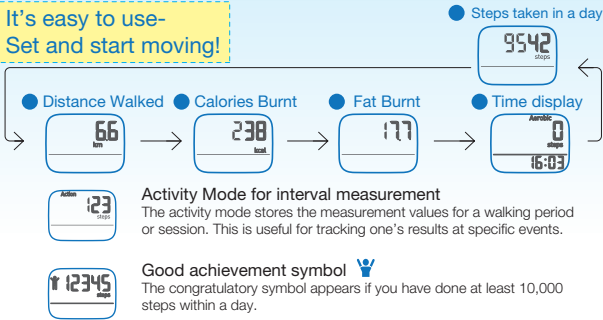 It's easy to use-
Set and start moving!
Steps taken in a day
9542
steps
Distance Walked
Calories Burnt
Fat Burnt
Time display
6.6
km
238
kcal
17.7
Aerobic
0
steps
16:03
Action
123
steps
Activity Mode for interval measurement
The activity mode stores the measurement values for a walking period
or session. This is useful for tracking one's results at specific events.
12345
steps
Good achievement symbol
The congratulatory symbol appears if you have done at least 10,000
steps within a day.